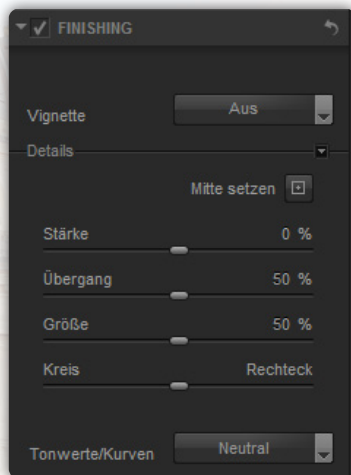 FINISHING
Vignette Aus
Details
Mitte setzen
Stärke 0 %
Übergang 50 %
Größe 50 %
Kreis Rechteck
Tonwerte/Kurven Neutral